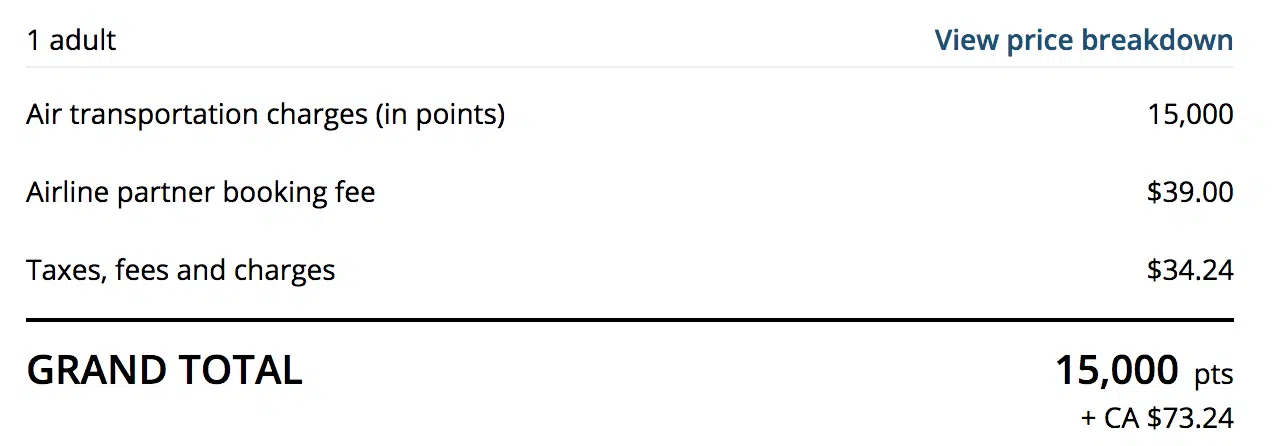 1 adult View price breakdown
Air transportation charges (in points) 15,000
Airline partner booking fee $39.00
Taxes, fees and charges $34.24
GRAND TOTAL 15,000 pts
+ CA $73.24